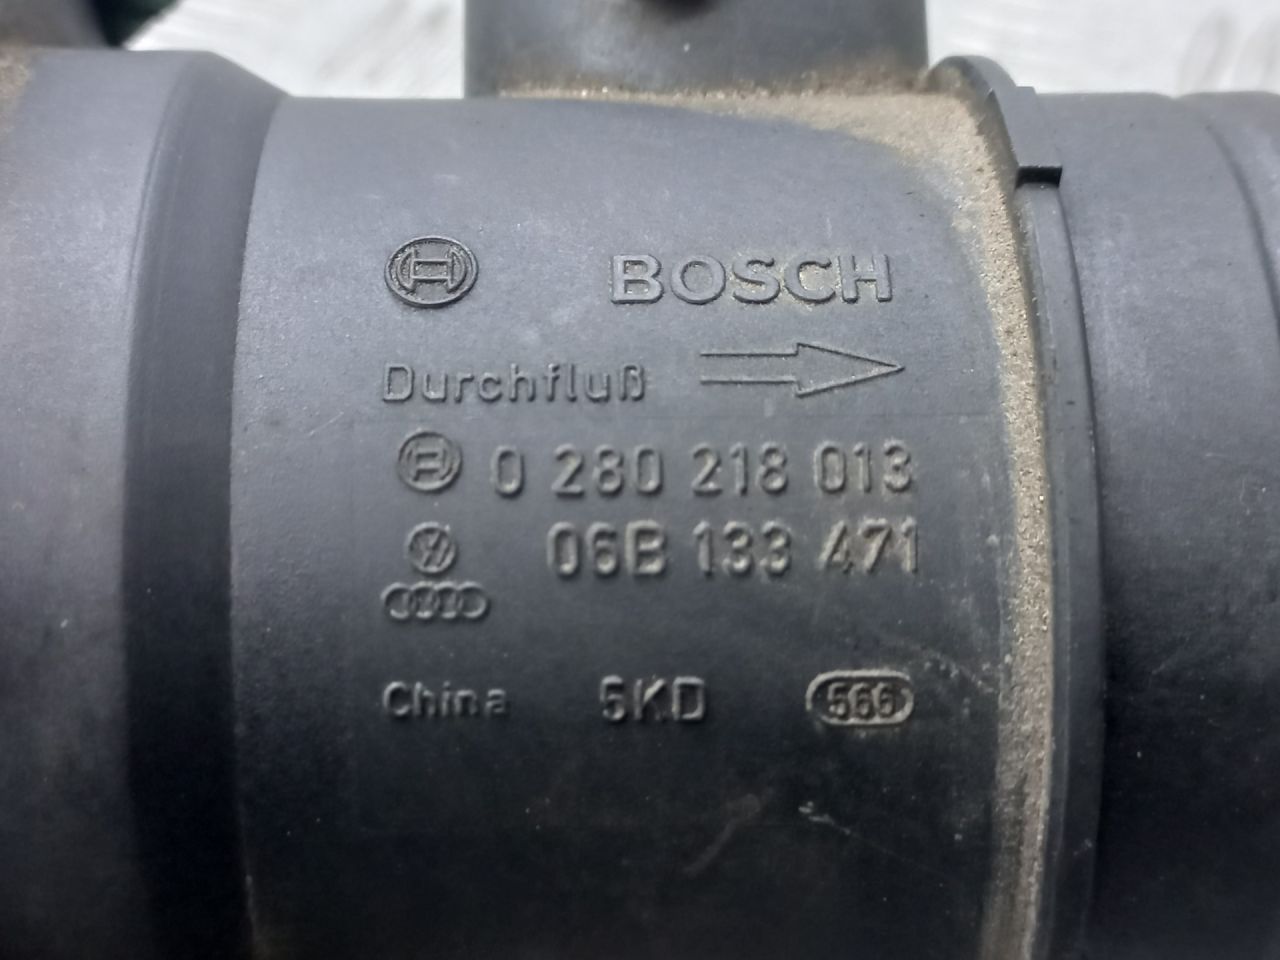 BOSCH
Durchfluß
0 280 218 013
06B 133 471
China 5KD 566